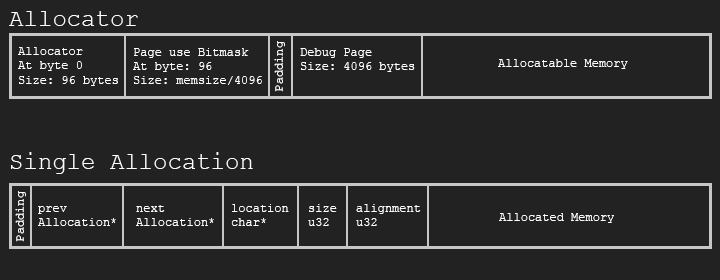 Allocator
Allocator
At byte 0
Size: 96 bytes
Page use Bitmask
At byte: 96
Size: memsize/4096
Padding
Debug Page
Size: 4096 bytes
Allocatable Memory
Single Allocation
Padding
prev
Allocation*
next
Allocation*
location
char*
size
u32
alignment
u32
Allocated Memory